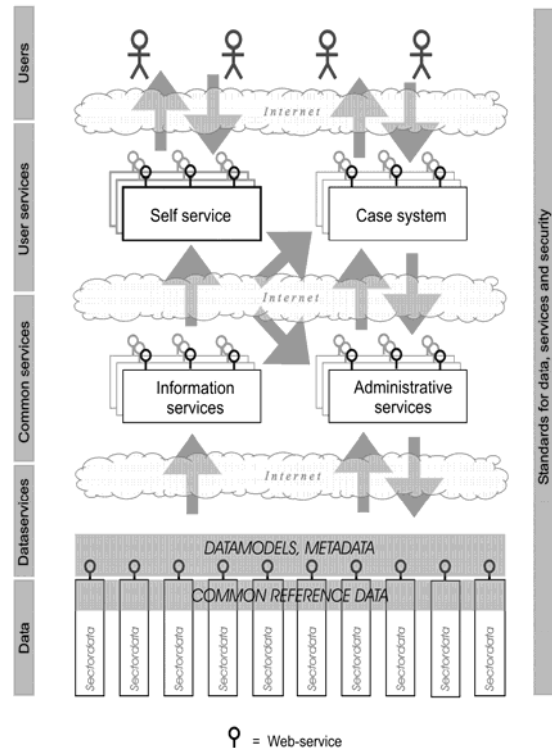 Users
Internet
User services
Self service
Case system
Internet
Common services
Information
services
Administrative
services
Internet
Dataservices
DATAMODELS, METADATA
COMMON REFERENCE DATA
Data
Sectordata
Sectordata
Sectordata
Sectordata
Sectordata
Sectordata
Sectordata
Sectordata
Sectordata
Sectordata
Standards for data, services and security
= Web-service